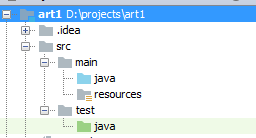 art1 D:\projects\art1
.idea
src
main
java
resources
test
java